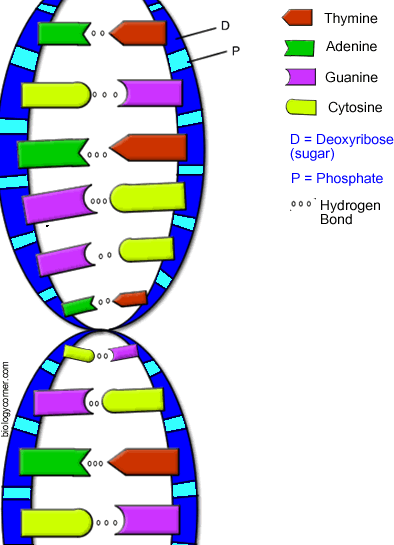 D
P
Thymine
Adenine
Guanine
Cytosine
D = Deoxyribose
(sugar)
P = Phosphate
Hydrogen
Bond
biologycorner.com